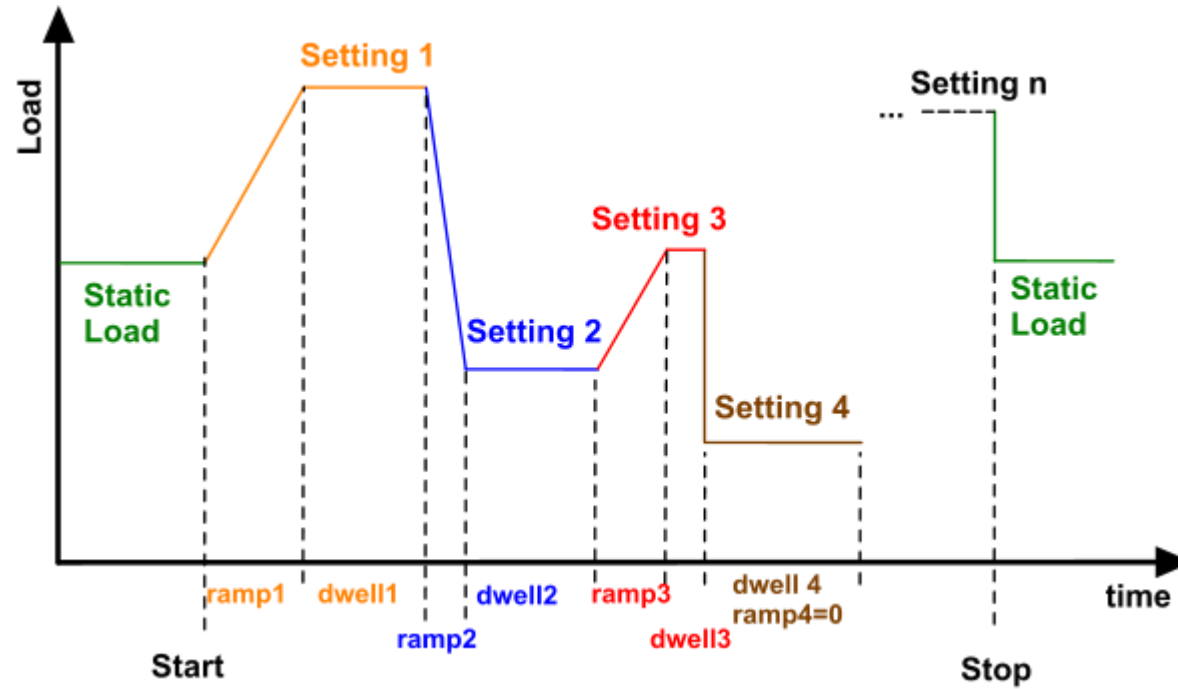 Load
Setting 1
Setting n
...
Setting 3
Static
Load
Static
Load
Setting 2
Setting 4
ramp1
dwell1
dwell2
ramp3
dwell 4
ramp4=0
time
ramp2
dwell3
Start
Stop